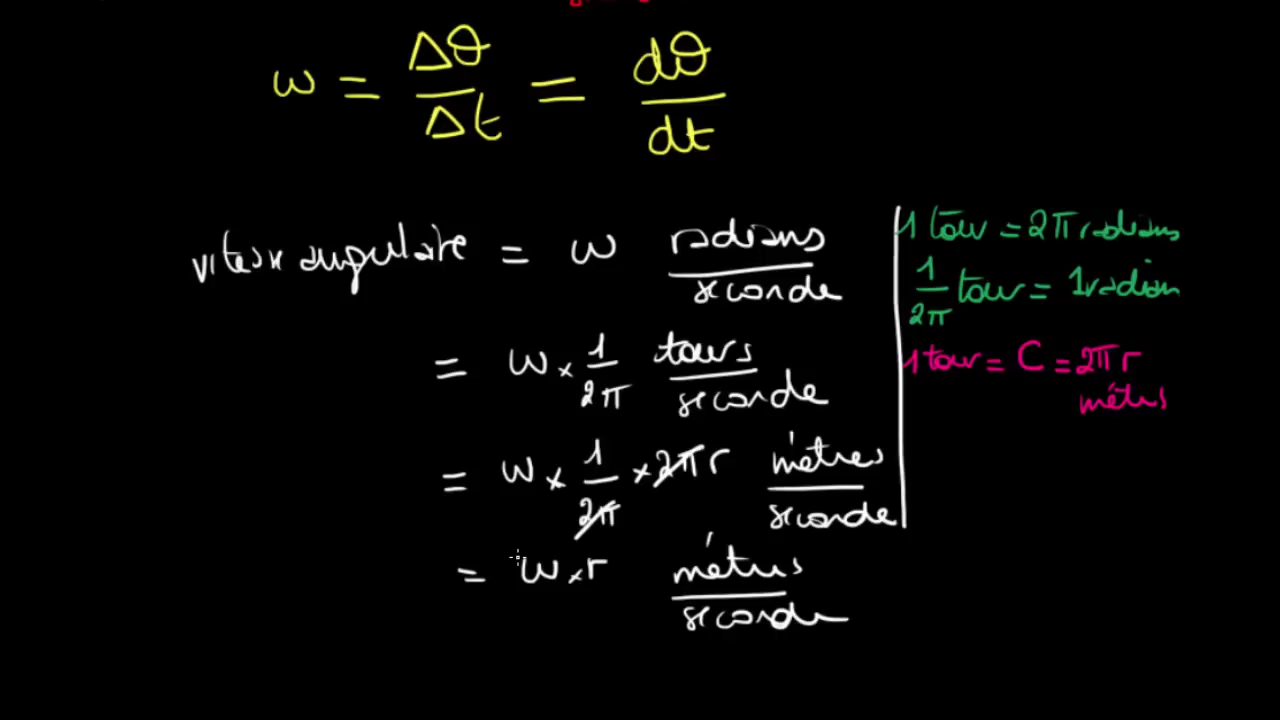 ω = Δθ/Δt = dθ/dt
vitesse angulaire = ω radians/seconde
= ω × 1/2π tours/seconde
= ω × 1/2π × 2πr mètres/seconde
= ω × r mètres/seconde
1 tour = 2π radians
1/2π tour = 1 radian
1 tour = C = 2πr
mètres